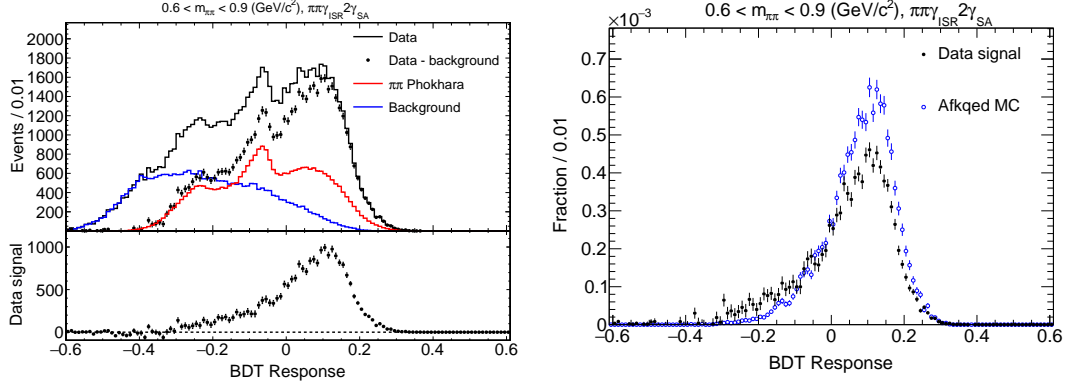 0.6 < m_ππ < 0.9 (GeV/c²), ππγ_ISR 2γ_SA
Events / 0.01
2000
1800
1600
1400
1200
1000
800
600
400
200
Data
Data - background
ππ Phokhara
Background
Data signal
1000
500
0
−0.6 −0.4 −0.2 0 0.2 0.4 0.6
BDT Response
0.6 < m_ππ < 0.9 (GeV/c²), ππγ_ISR 2γ_SA
×10⁻³
Fraction / 0.01
0.7
0.6
0.5
0.4
0.3
0.2
0.1
0
Data signal
Afkqed MC
−0.6 −0.4 −0.2 0 0.2 0.4 0.6
BDT Response